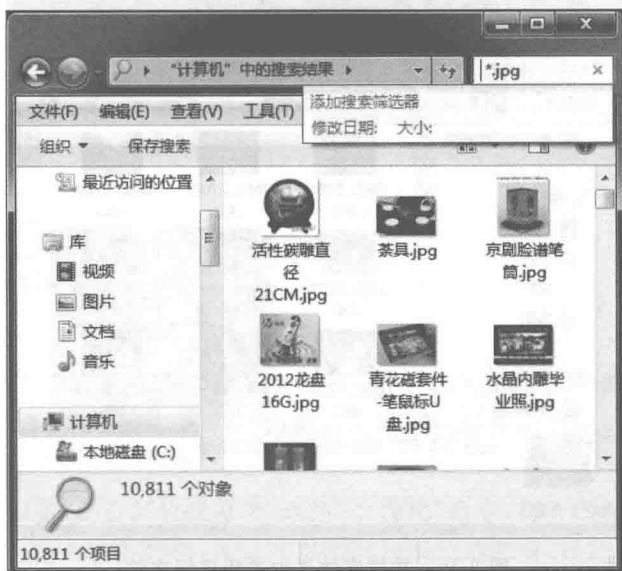 "计算机" 中的搜索结果
*.jpg
添加搜索筛选器
修改日期: 大小:
文件(F) 编辑(E) 查看(V) 工具(T)
组织 保存搜索
最近访问的位置
库
视频
图片
文档
音乐
计算机
本地磁盘 (C:)
活性碳雕直
径
21CM.jpg
茶具.jpg
京剧脸谱笔
筒.jpg
2012龙盘
16G.jpg
青花磁套件
-笔鼠标U
盘.jpg
水晶内雕毕
业照.jpg
10,811 个对象
10,811 个项目